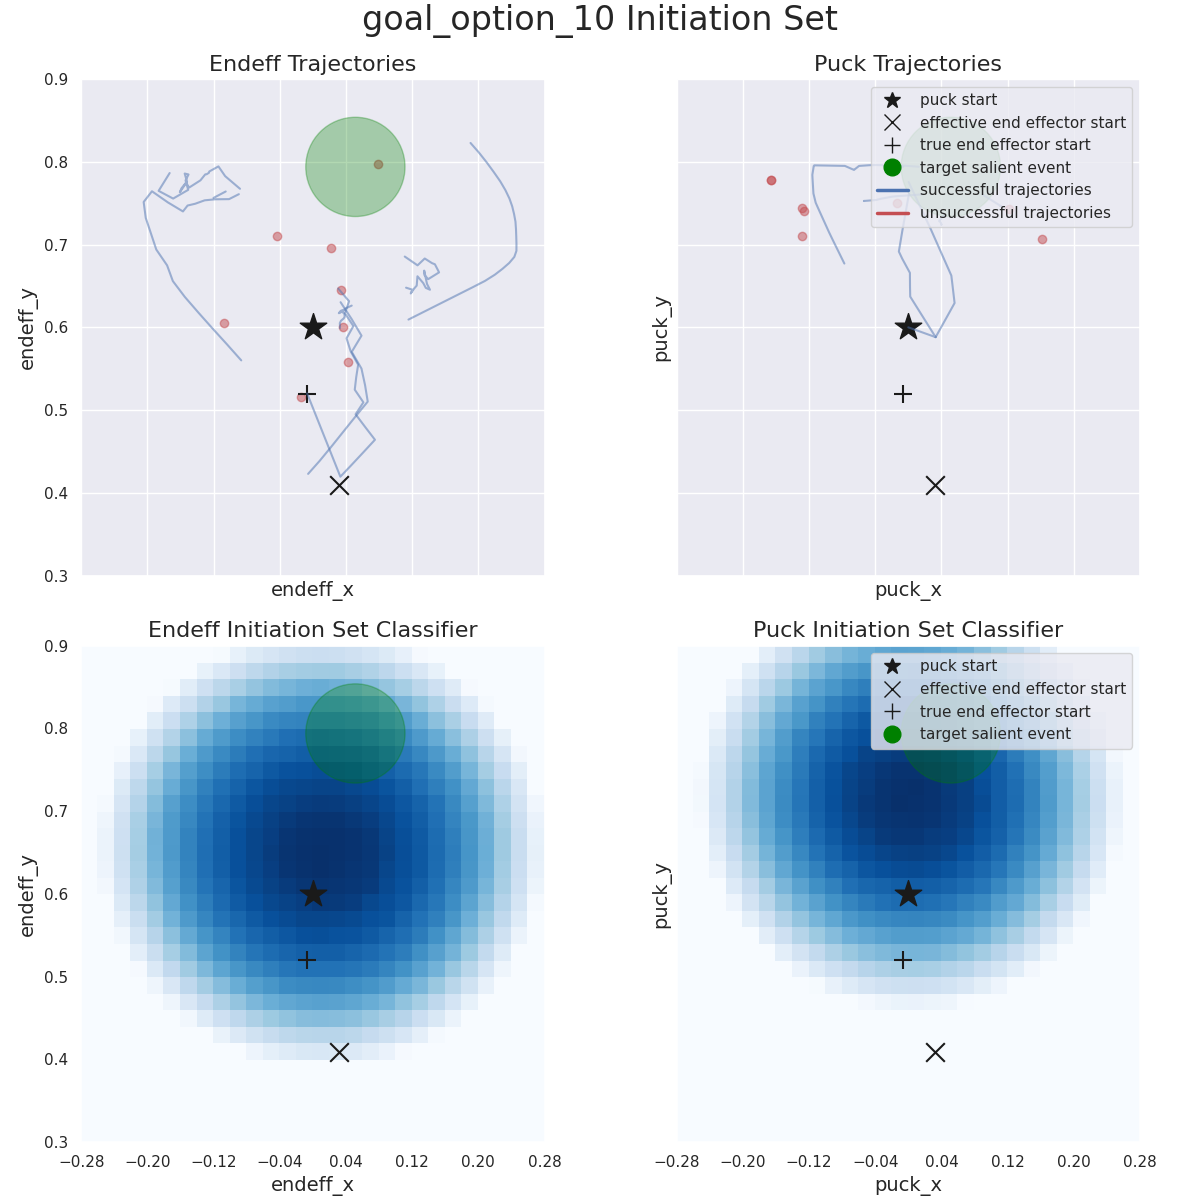 goal_option_10 Initiation Set
Endeff Trajectories
0.9
0.8
0.7
0.6
0.5
0.4
0.3
endeff_y
endeff_x
Puck Trajectories
puck start
effective end effector start
true end effector start
target salient event
successful trajectories
unsuccessful trajectories
puck_y
puck_x
Endeff Initiation Set Classifier
0.9
0.8
0.7
0.6
0.5
0.4
0.3
endeff_y
−0.28 −0.20 −0.12 −0.04 0.04 0.12 0.20 0.28
endeff_x
Puck Initiation Set Classifier
puck start
effective end effector start
true end effector start
target salient event
puck_y
−0.28 −0.20 −0.12 −0.04 0.04 0.12 0.20 0.28
puck_x